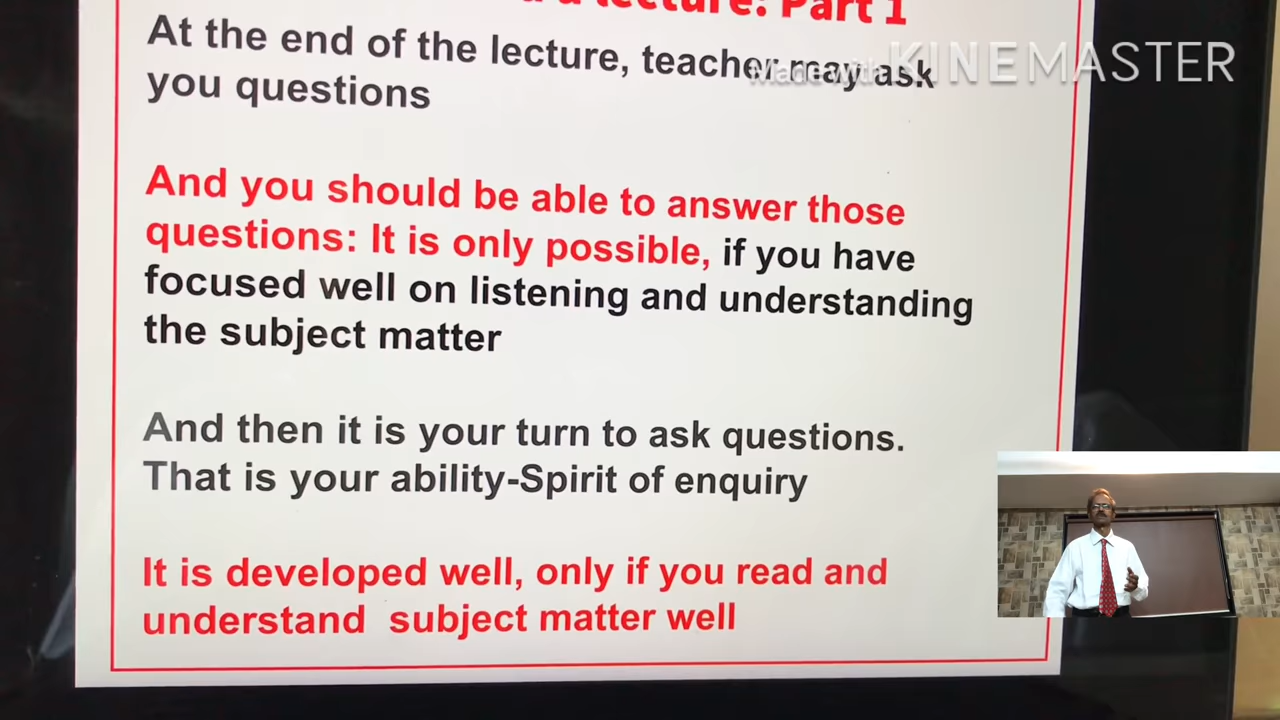 a lecture: Part 1
At the end of the lecture, teacher may ask
you questions
Made with KINEMASTER
And you should be able to answer those
questions: It is only possible, if you have
focused well on listening and understanding
the subject matter
And then it is your turn to ask questions.
That is your ability-Spirit of enquiry
It is developed well, only if you read and
understand subject matter well